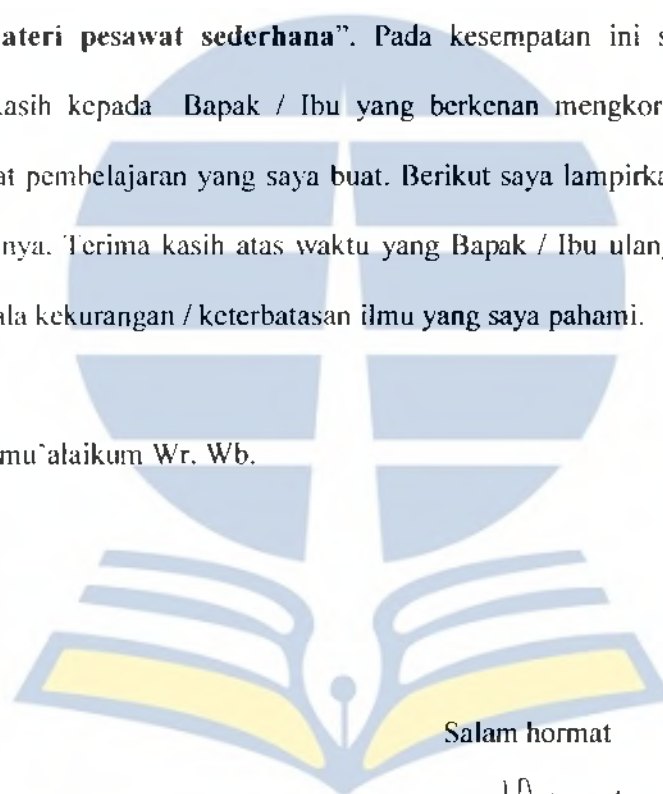 ateri pesawat sederhana”. Pada kesempatan ini s
kasih kepada Bapak / Ibu yang berkenan mengkor
at pembelajaran yang saya buat. Berikut saya lampirka
nya. Terima kasih atas waktu yang Bapak / Ibu ulan
ala kekurangan / keterbatasan ilmu yang saya pahami.
mu`alaikum Wr. Wb.
Salam hormat